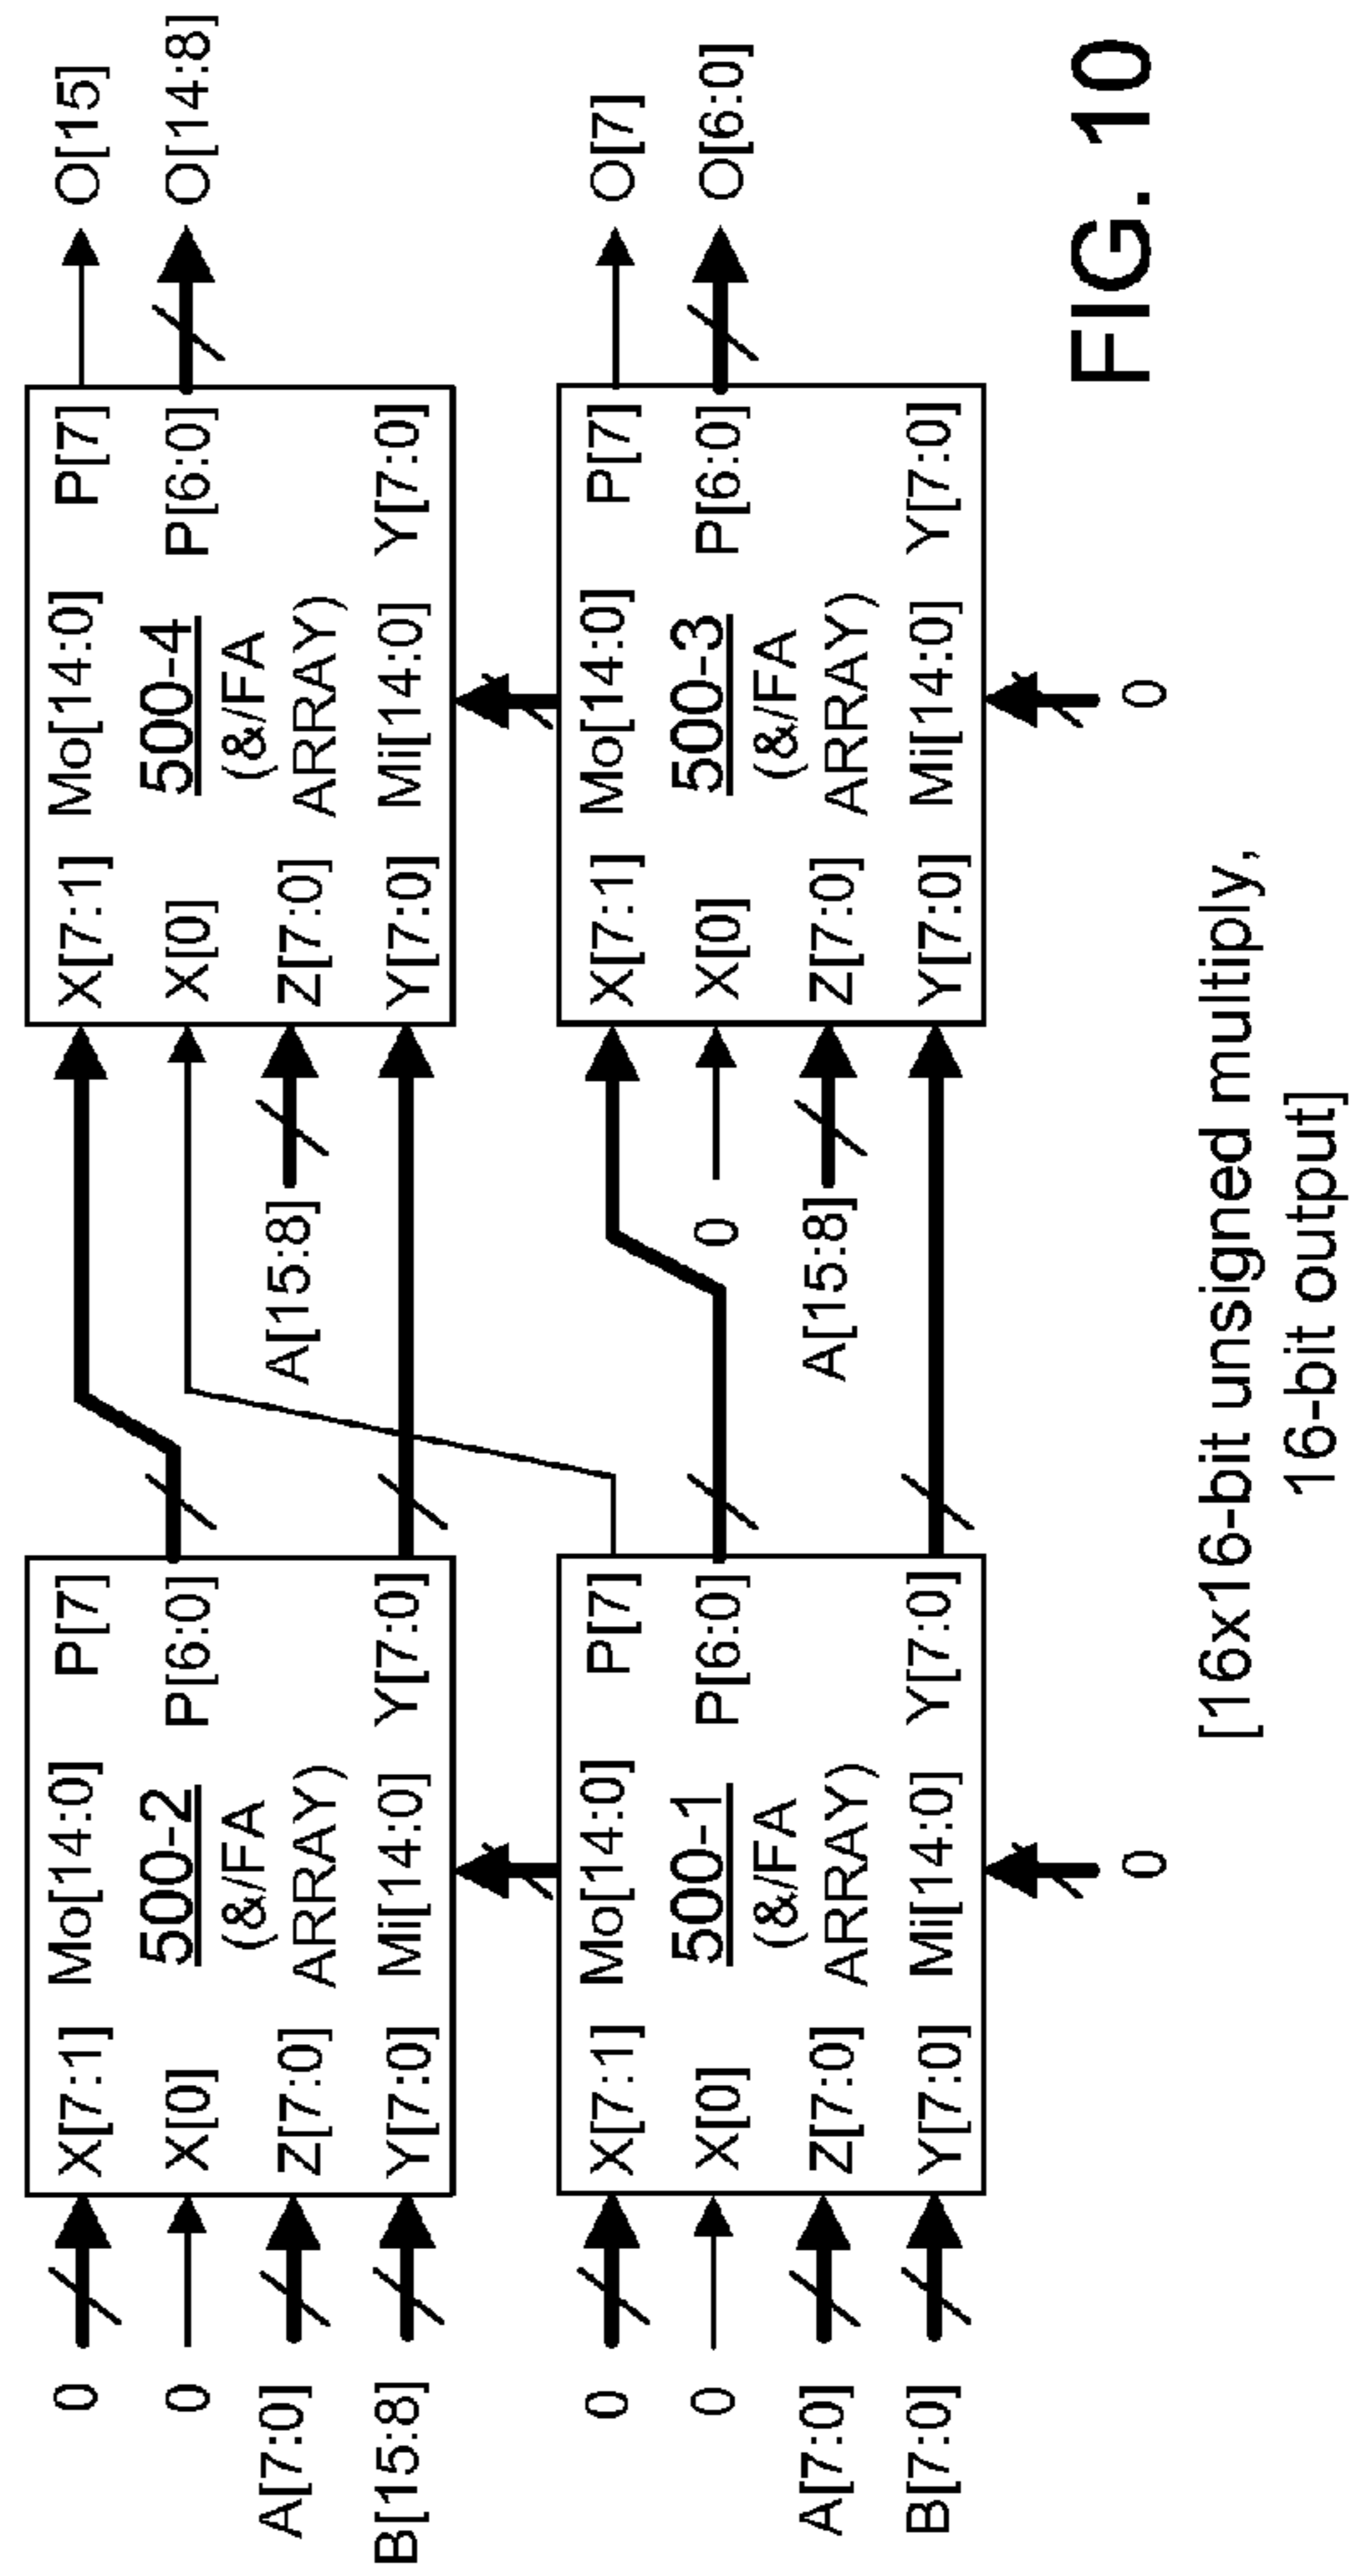 0
0
A[7:0]
B[15:8]
X[7:1] Mo[14:0] P[7]
X[0] 500-2 P[6:0]
(&/FA
Z[7:0] ARRAY)
Y[7:0] Mi[14:0] Y[7:0]
A[15:8]
X[7:1] Mo[14:0] P[7]
X[0] 500-4 P[6:0]
(&/FA
Z[7:0] ARRAY)
Y[7:0] Mi[14:0] Y[7:0]
O[15]
O[14:8]
0
0
A[7:0]
B[7:0]
X[7:1] Mo[14:0] P[7]
X[0] 500-1 P[6:0]
(&/FA
Z[7:0] ARRAY)
Y[7:0] Mi[14:0] Y[7:0]
0
0
A[15:8]
X[7:1] Mo[14:0] P[7]
X[0] 500-3 P[6:0]
(&/FA
Z[7:0] ARRAY)
Y[7:0] Mi[14:0] Y[7:0]
0
O[7]
O[6:0]
[16x16-bit unsigned multiply,
16-bit output]
FIG. 10